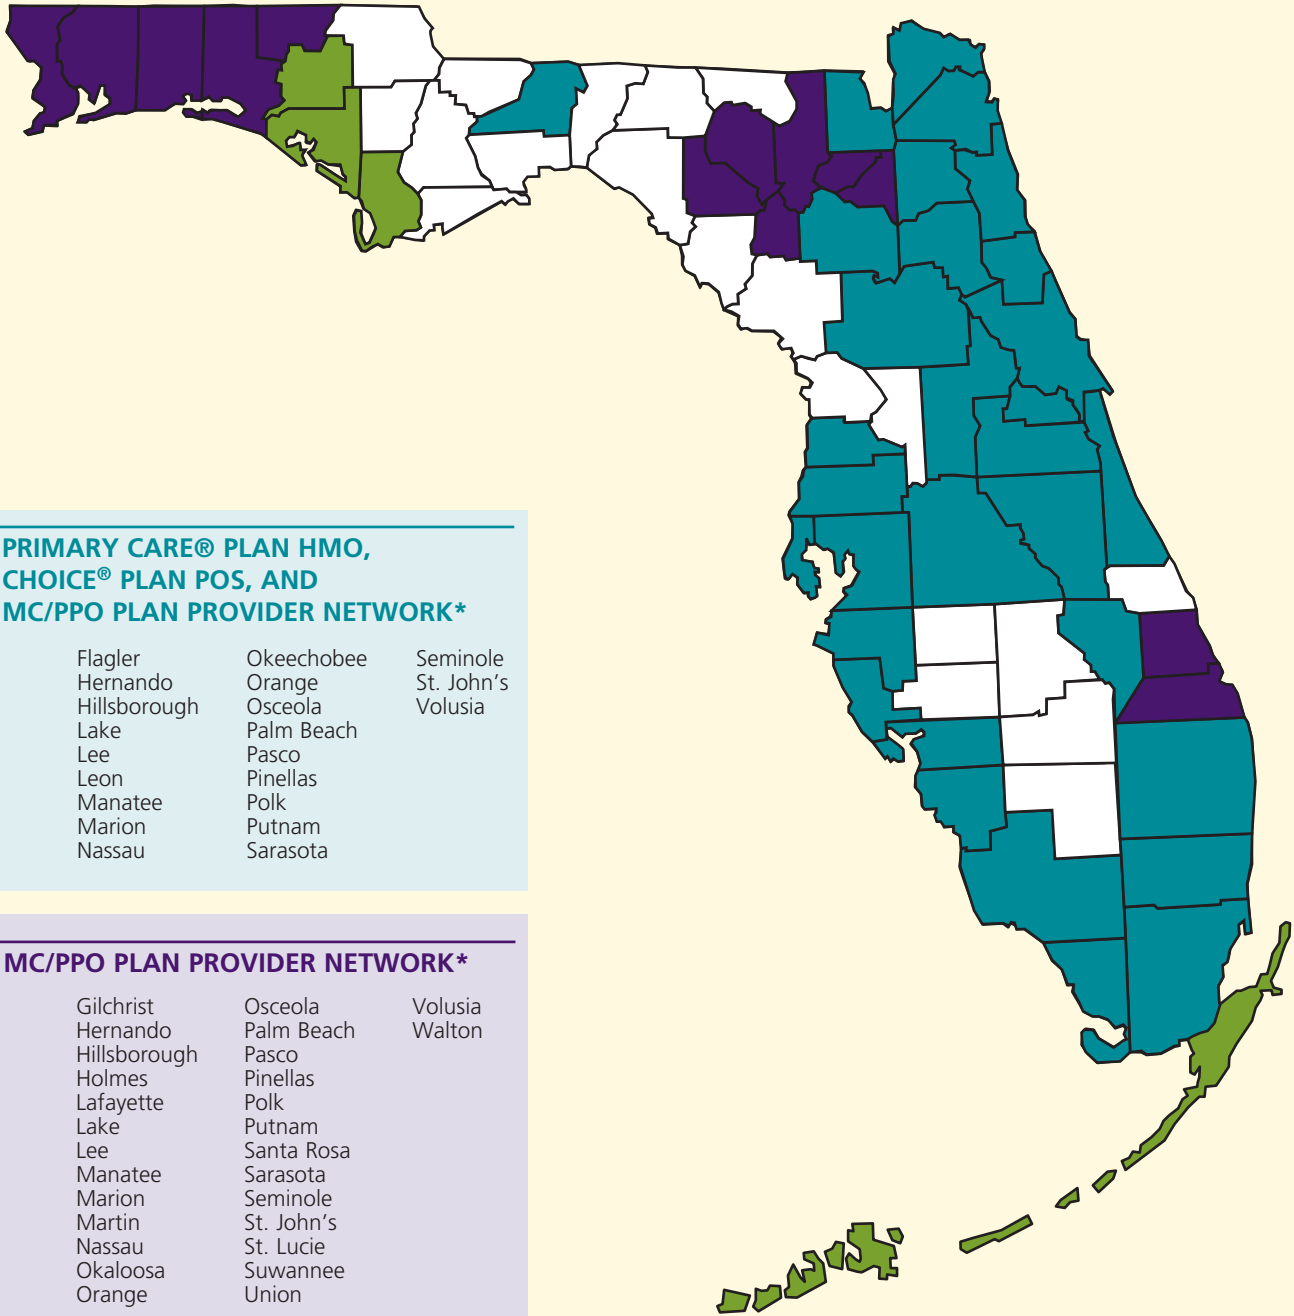 PRIMARY CARE® PLAN HMO,
CHOICE® PLAN POS, AND
MC/PPO PLAN PROVIDER NETWORK*
Flagler
Hernando
Hillsborough
Lake
Lee
Leon
Manatee
Marion
Nassau
Okeechobee
Orange
Osceola
Palm Beach
Pasco
Pinellas
Polk
Putnam
Sarasota
Seminole
St. John's
Volusia
MC/PPO PLAN PROVIDER NETWORK*
Gilchrist
Hernando
Hillsborough
Holmes
Lafayette
Lake
Lee
Manatee
Marion
Martin
Nassau
Okaloosa
Orange
Osceola
Palm Beach
Pasco
Pinellas
Polk
Putnam
Santa Rosa
Sarasota
Seminole
St. John's
St. Lucie
Suwannee
Union
Volusia
Walton